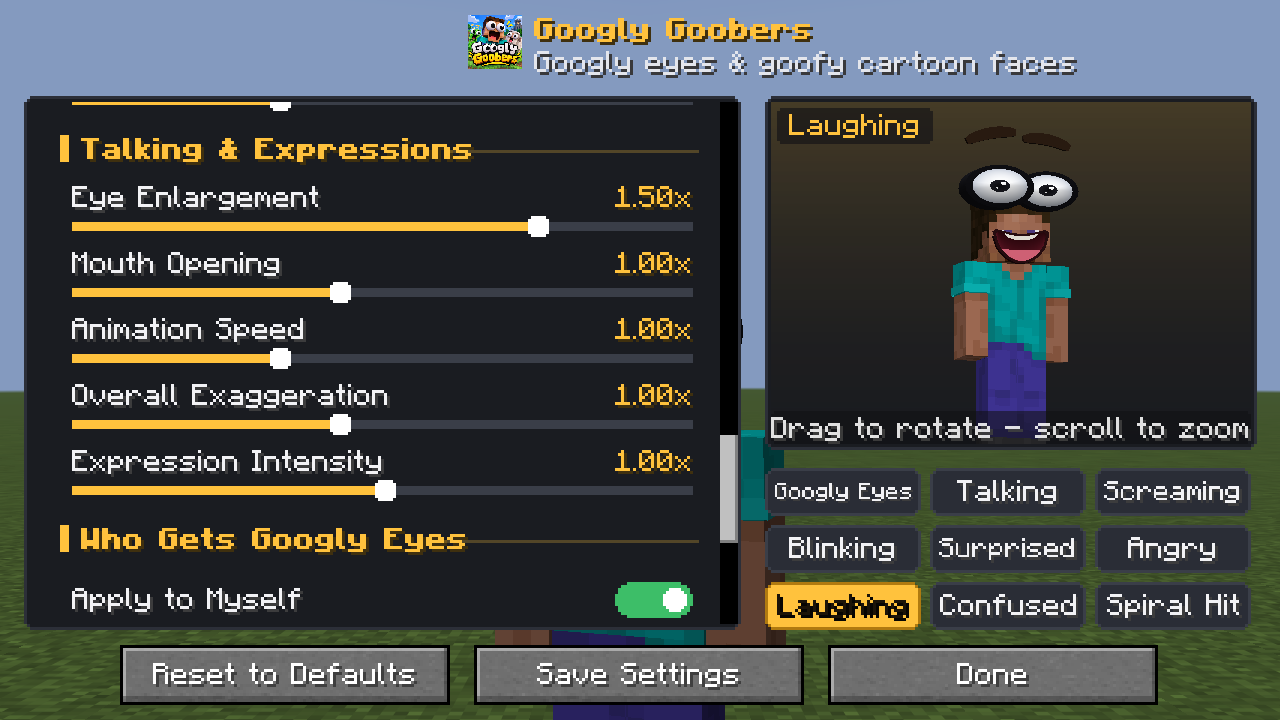 Googly Goobers
Googly Goobers
Googly eyes & goofy cartoon faces
Talking & Expressions
Eye Enlargement 1.50x
Mouth Opening 1.00x
Animation Speed 1.00x
Overall Exaggeration 1.00x
Expression Intensity 1.00x
Who Gets Googly Eyes
Apply to Myself
Laughing
Drag to rotate - scroll to zoom
Googly Eyes Talking Screaming
Blinking Surprised Angry
Laughing Confused Spiral Hit
Reset to Defaults Save Settings Done